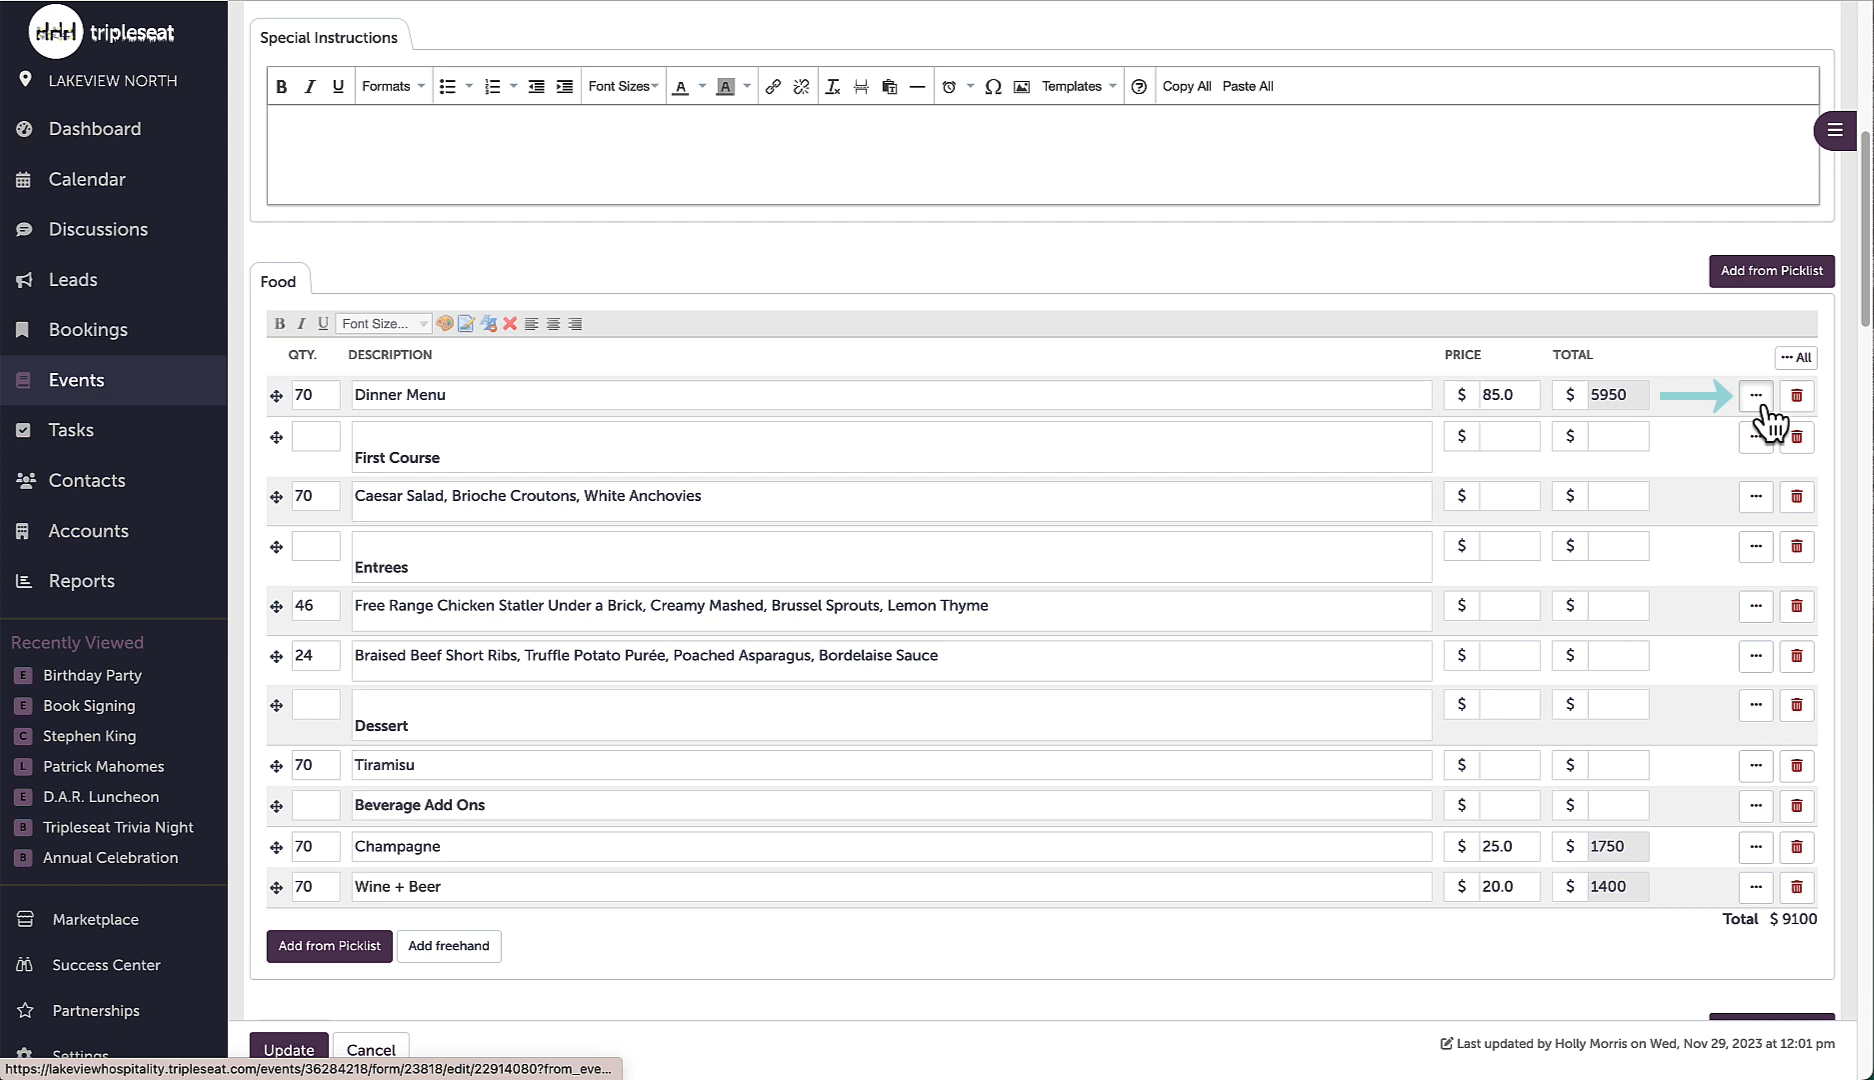 tripleseat
LAKEVIEW NORTH
Dashboard
Calendar
Discussions
Leads
Bookings
Events
Tasks
Contacts
Accounts
Reports
Recently Viewed
E Birthday Party
E Book Signing
C Stephen King
L Patrick Mahomes
E D.A.R. Luncheon
B Tripleseat Trivia Night
B Annual Celebration
Marketplace
Success Center
Partnerships
Settings
Special Instructions
B I U Formats Font Sizes A A Templates Copy All Paste All
Food
Add from Picklist
B I U Font Size...
QTY. DESCRIPTION PRICE TOTAL ··· All
70 Dinner Menu $ 85.0 $ 5950 ···
First Course $ $ ···
70 Caesar Salad, Brioche Croutons, White Anchovies $ $ ···
Entrees $ $ ···
46 Free Range Chicken Statler Under a Brick, Creamy Mashed, Brussel Sprouts, Lemon Thyme $ $ ···
24 Braised Beef Short Ribs, Truffle Potato Purée, Poached Asparagus, Bordelaise Sauce $ $ ···
Dessert $ $ ···
70 Tiramisu $ $ ···
Beverage Add Ons $ $ ···
70 Champagne $ 25.0 $ 1750 ···
70 Wine + Beer $ 20.0 $ 1400 ···
Total $ 9100
Add from Picklist Add freehand
Update Cancel
Last updated by Holly Morris on Wed, Nov 29, 2023 at 12:01 pm
https://lakeviewhospitality.tripleseat.com/events/36284218/form/23818/edit/22914080?from_eve...